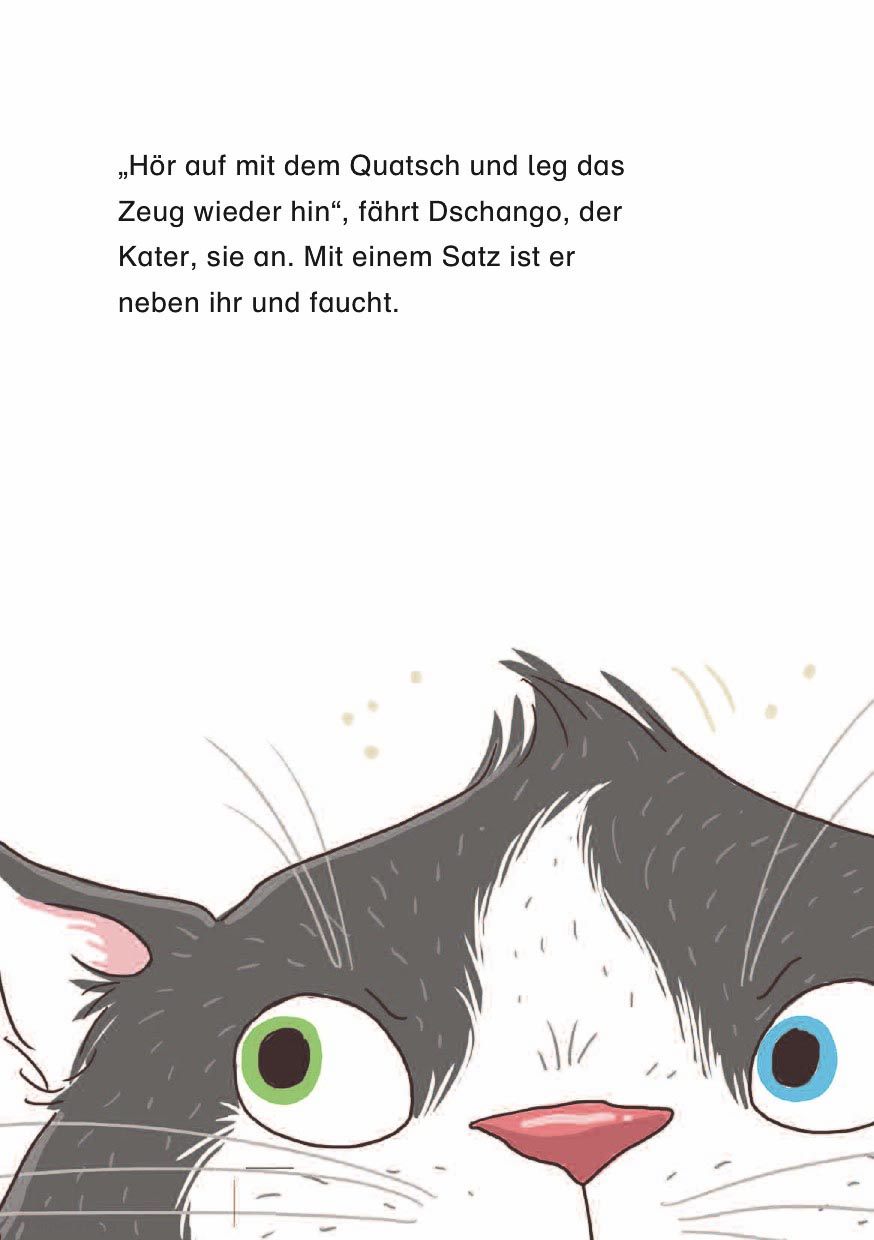 „Hör auf mit dem Quatsch und leg das
Zeug wieder hin“, fährt Dschango, der
Kater, sie an. Mit einem Satz ist er
neben ihr und faucht.